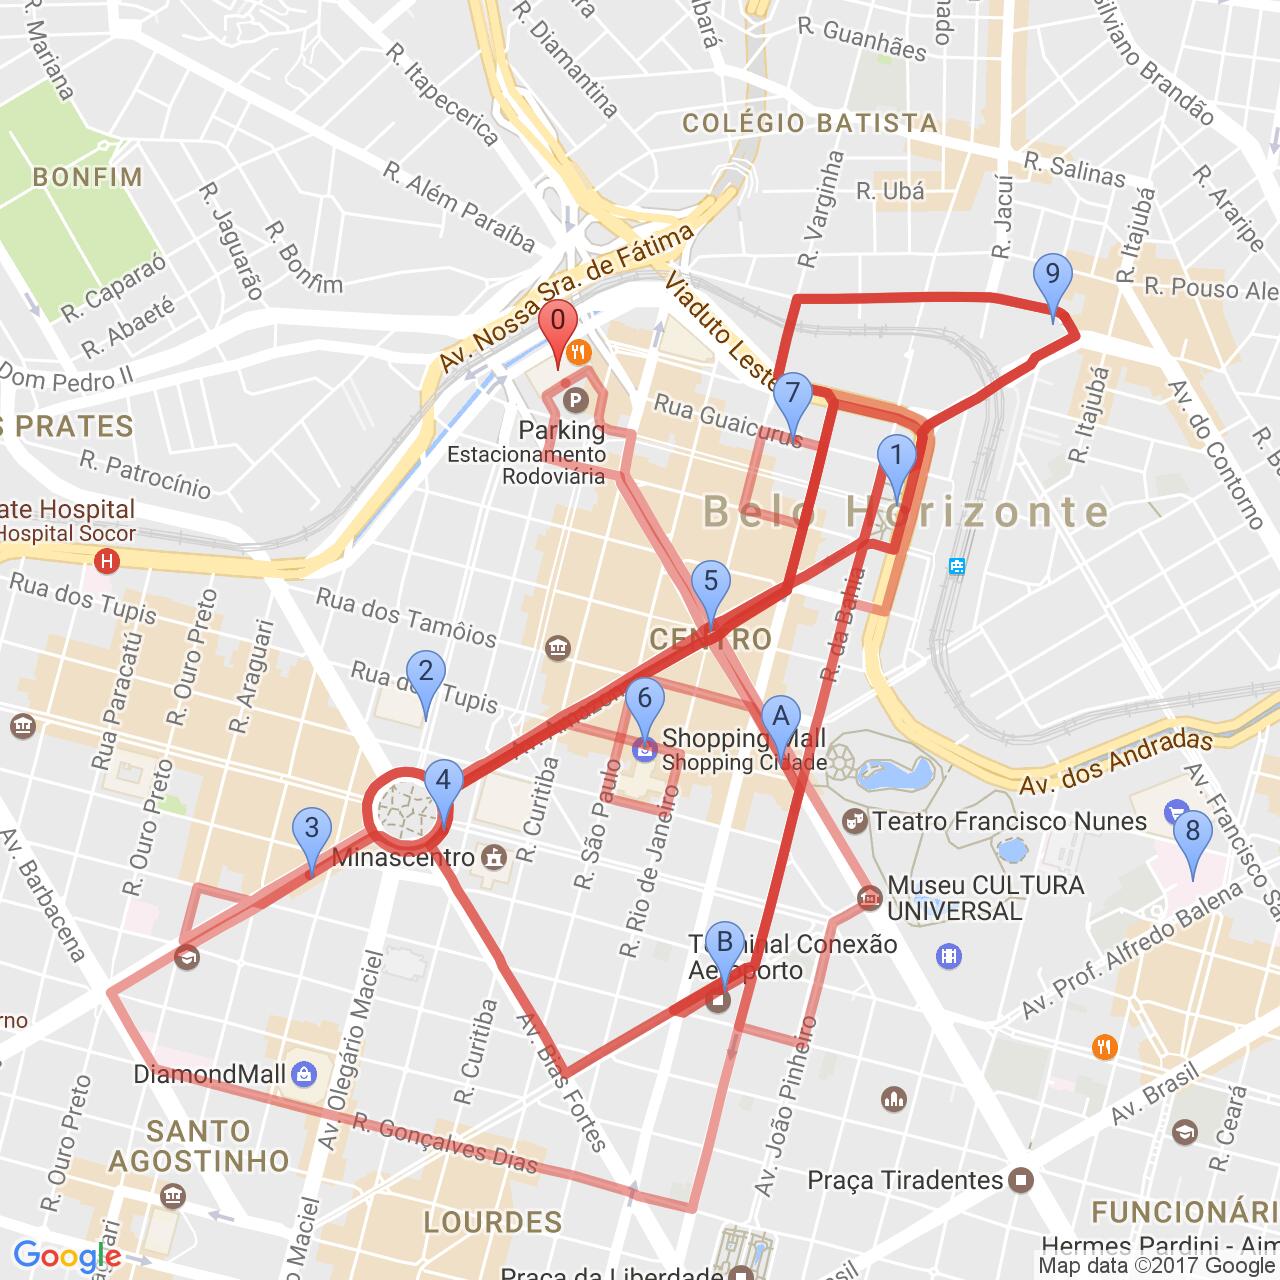 R. Mariana
R. Diamantina
R. Guanhães
R. Itapecerica
COLÉGIO BATISTA
R. Salinas
R. Araripe
BONFIM
R. Além Paraíba
R. Varginha
R. Ubá
R. Jacuí
R. Itajubá
R. Jaguarão
R. Bonfim
R. Caparaó
R. Abaeté
Av. Nossa Sra. de Fátima
Viaduto Leste
9
R. Pouso Ale
0
Dom Pedro II
7
Rua Guaicurus
R. Itajubá
Av. do Contorno
S PRATES
P
Parking
Estacionamento
Rodoviária
R. Patrocínio
1
Belo Horizonte
ate Hospital
Hospital Socor
H
Rua dos Tupis
Rua dos Tamôios
5
CENTRO
R. da Bahia
R. Ouro Preto
R. Araguari
Rua Paracatú
2
Rua dos Tupis
6
A
Shopping Mall
Shopping Cidade
Av. dos Andradas
4
R. Curitiba
R. São Paulo
R. Rio de Janeiro
Teatro Francisco Nunes
8
3
Minascentro
R. Ouro Preto
Av. Barbacena
Museu CULTURA
UNIVERSAL
Av. Prof. Alfredo Balena
B
Terminal Conexão
Aeroporto
R. Curitiba
Av. Bias Fortes
Av. Olegário Maciel
erno
DiamondMall
R. Ouro Preto
R. Gonçalves Dias
Av. João Pinheiro
Av. Brasil
R. Ceará
SANTO
AGOSTINHO
Praça Tiradentes
LOURDES
FUNCIONÁRI
Hermes Pardini - Aim
Praça da Liberdade
Google
Map data ©2017 Google